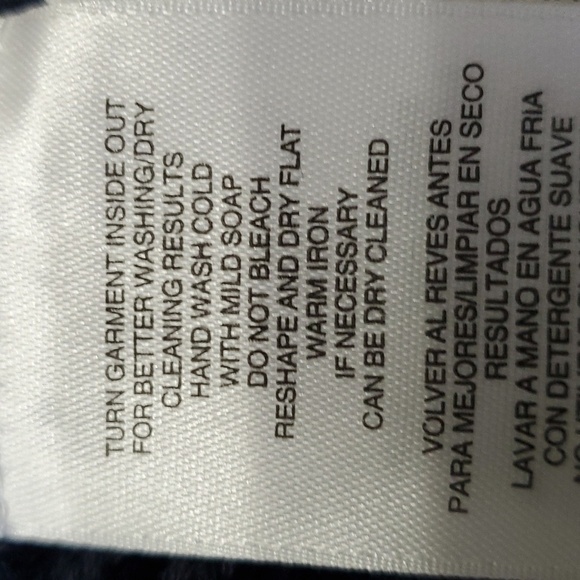 TURN GARMENT INSIDE OUT
FOR BETTER WASHING/DRY
CLEANING RESULTS
HAND WASH COLD
WITH MILD SOAP
DO NOT BLEACH
RESHAPE AND DRY FLAT
WARM IRON
IF NECESSARY
CAN BE DRY CLEANED
VOLVER AL REVES ANTES
PARA MEJORES/LIMPIAR EN SECO
RESULTADOS
LAVAR A MANO EN AGUA FRIA
CON DETERGENTE SUAVE